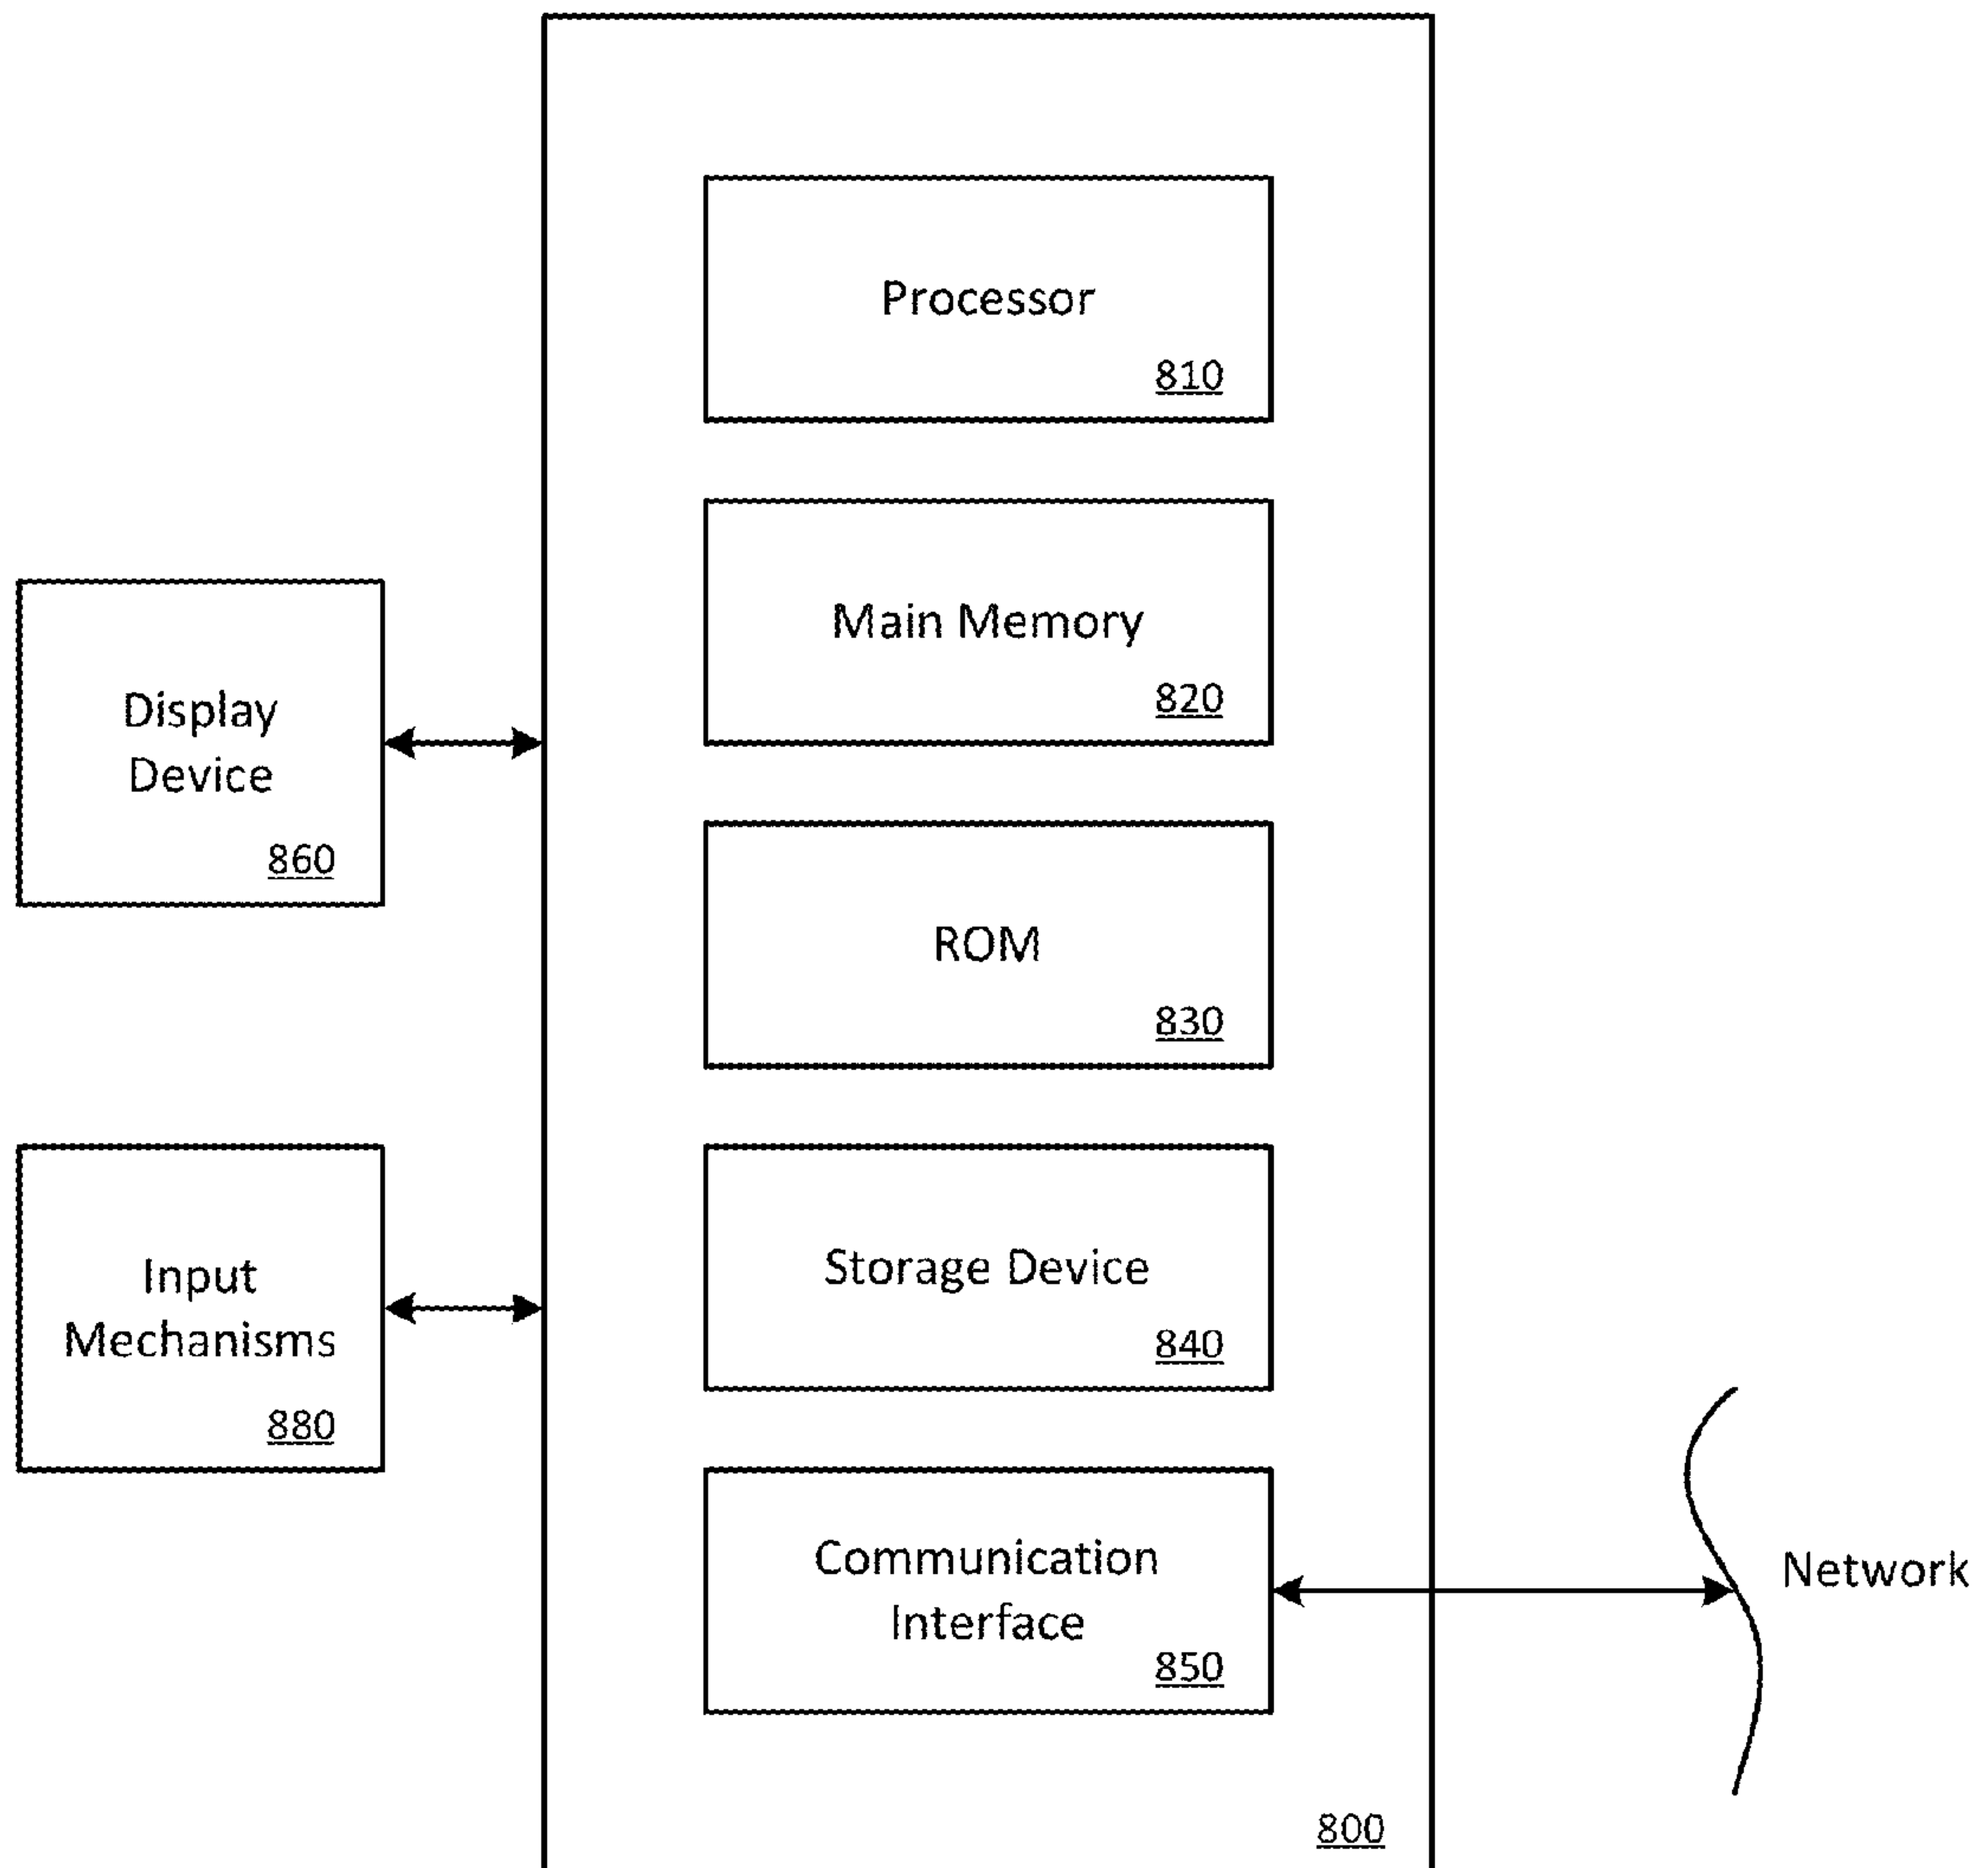 Processor
810
Main Memory
820
Display
Device
860
ROM
830
Input
Mechanisms
880
Storage Device
840
Communication
Interface
850
Network
800